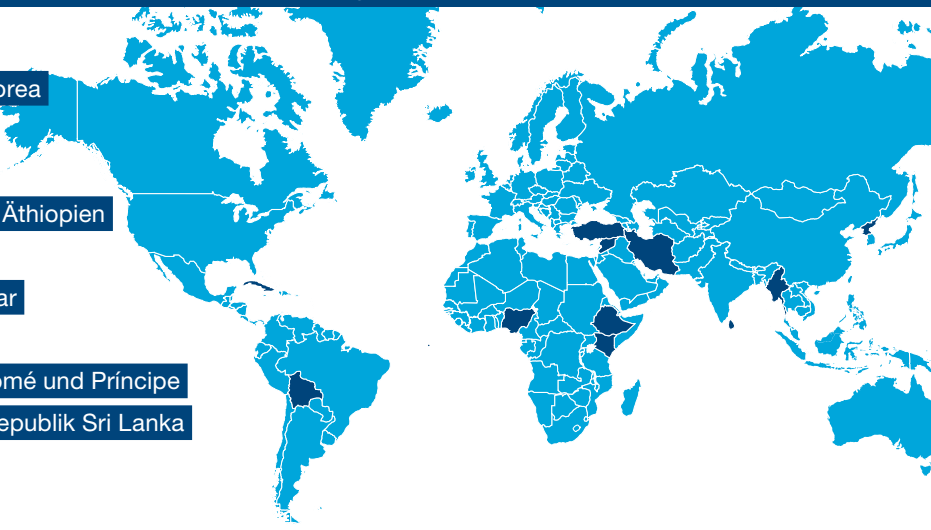 orea
Äthiopien
ar
omé und Príncipe
epublik Sri Lanka